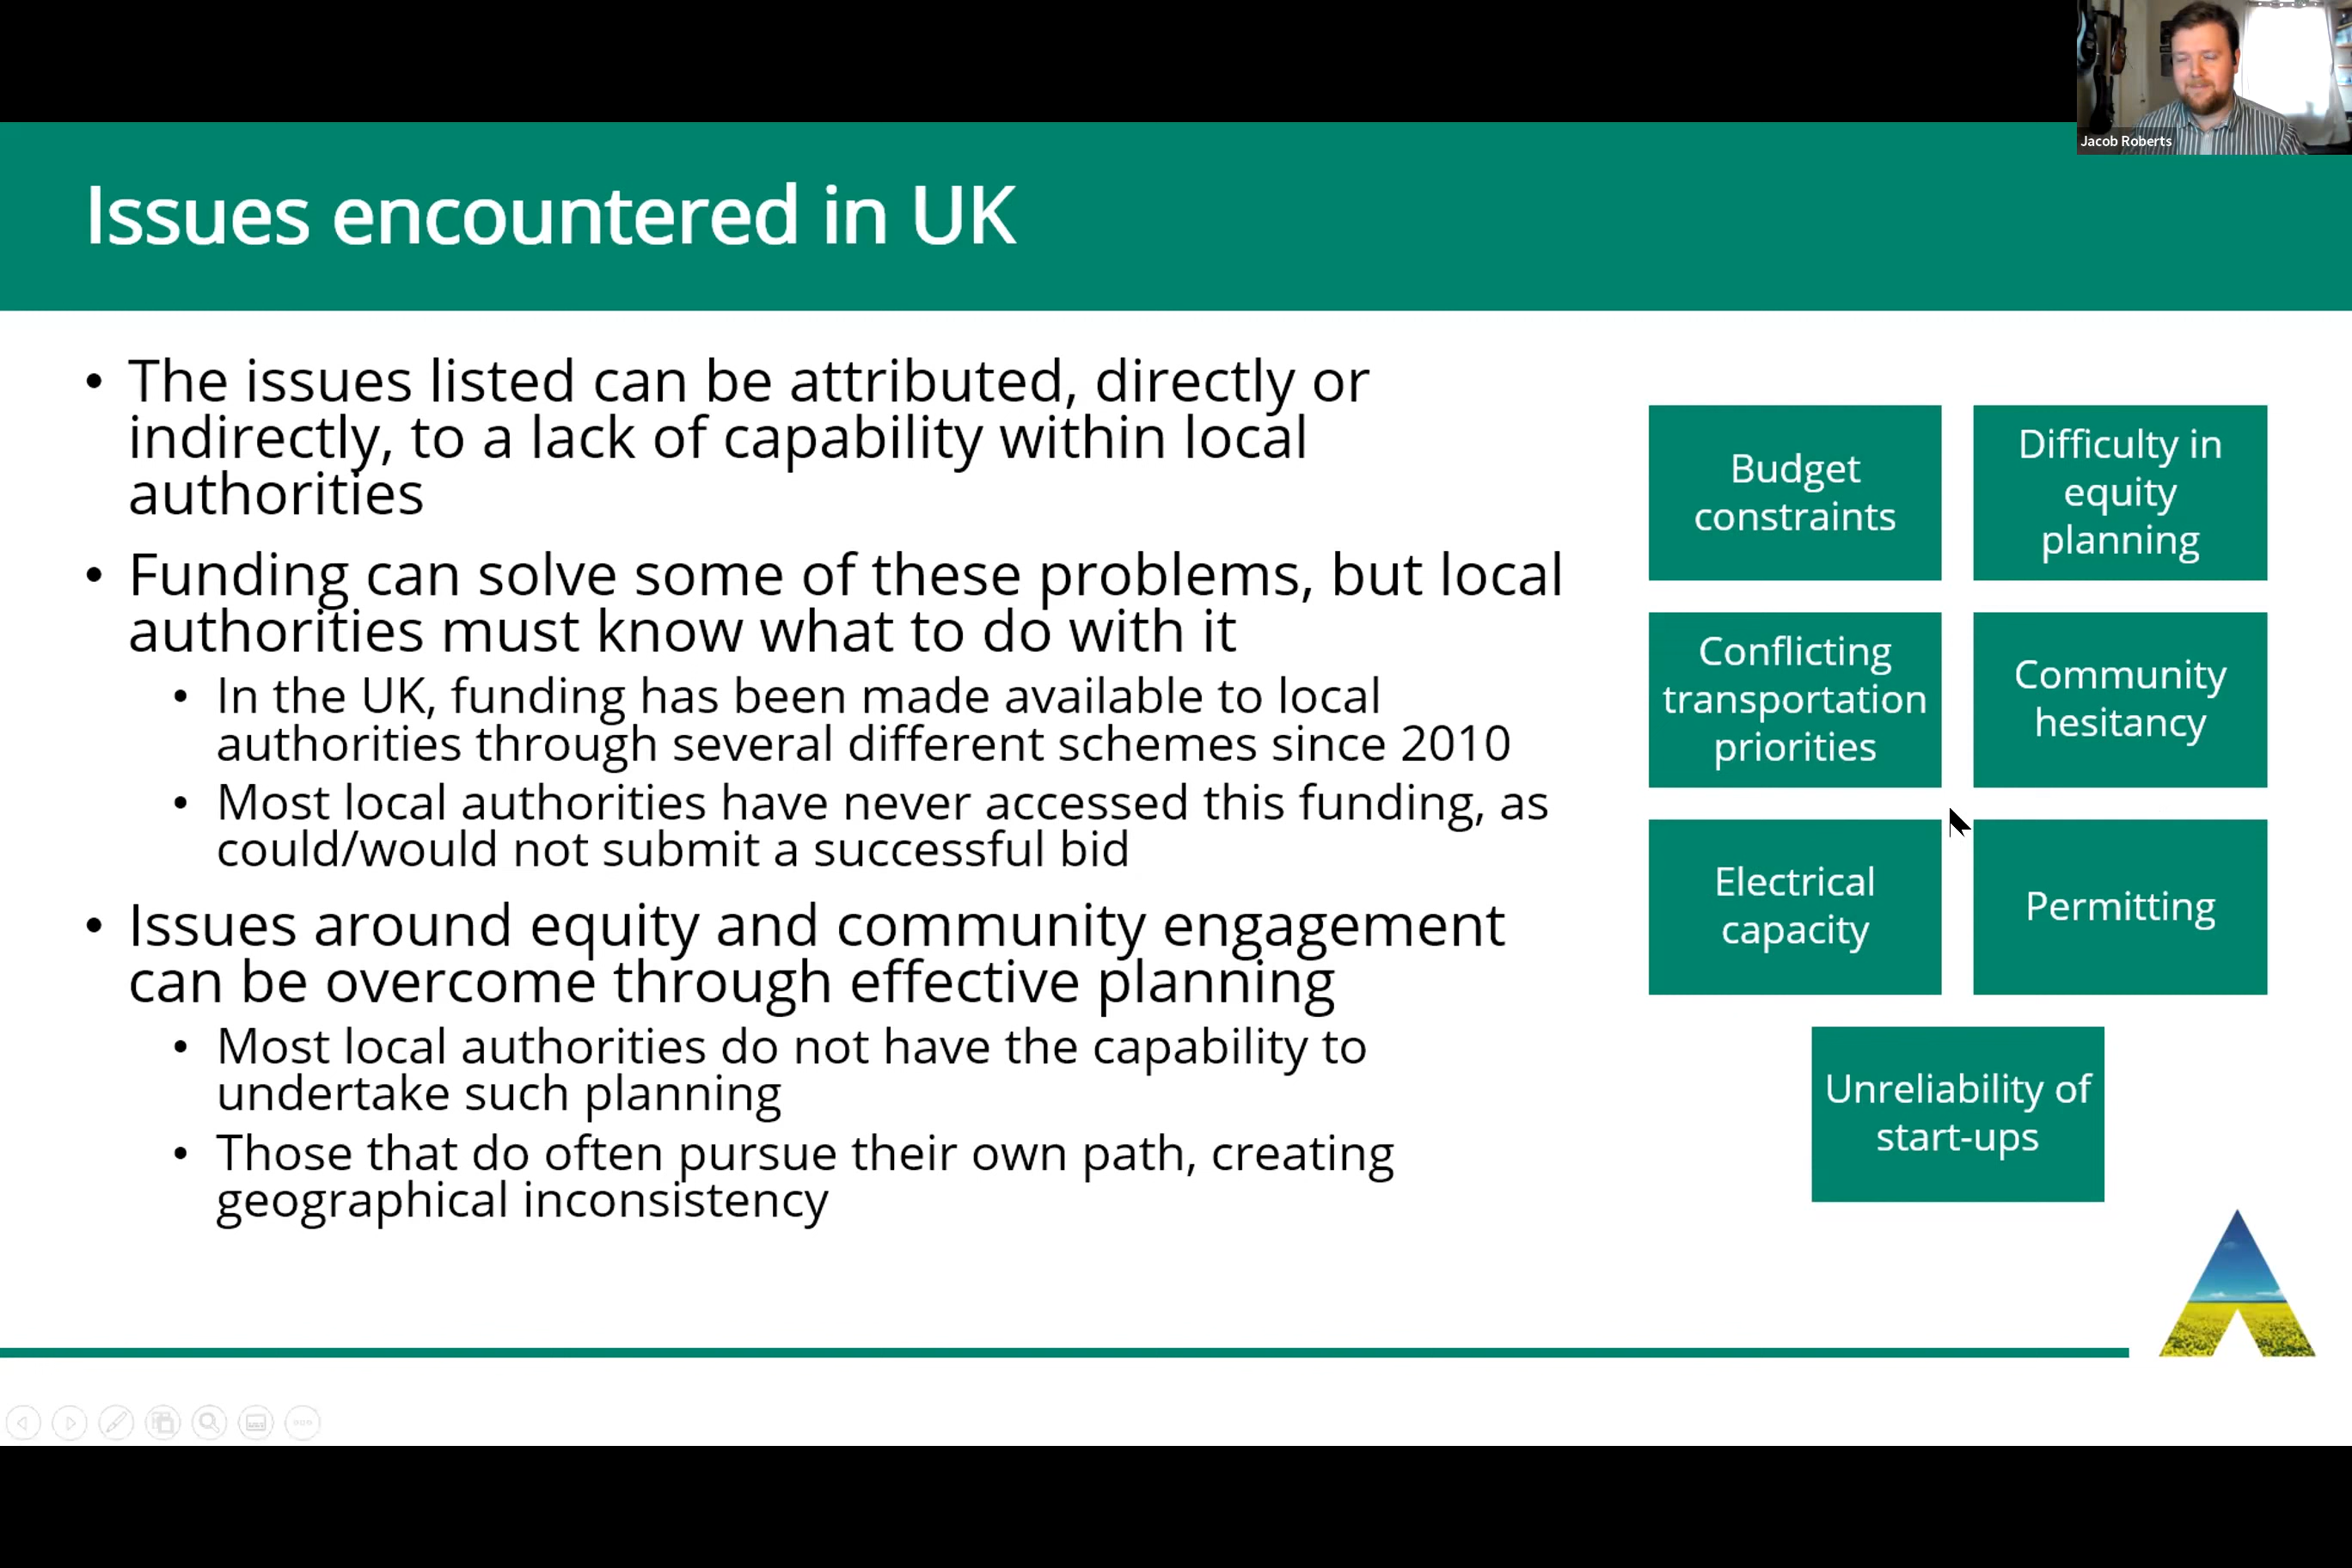 Jacob Roberts
Issues encountered in UK
• The issues listed can be attributed, directly or
indirectly, to a lack of capability within local
authorities
• Funding can solve some of these problems, but local
authorities must know what to do with it
• In the UK, funding has been made available to local
authorities through several different schemes since 2010
• Most local authorities have never accessed this funding, as
could/would not submit a successful bid
• Issues around equity and community engagement
can be overcome through effective planning
• Most local authorities do not have the capability to
undertake such planning
• Those that do often pursue their own path, creating
geographical inconsistency
Budget
constraints
Difficulty in
equity
planning
Conflicting
transportation
priorities
Community
hesitancy
Electrical
capacity
Permitting
Unreliability of
start-ups